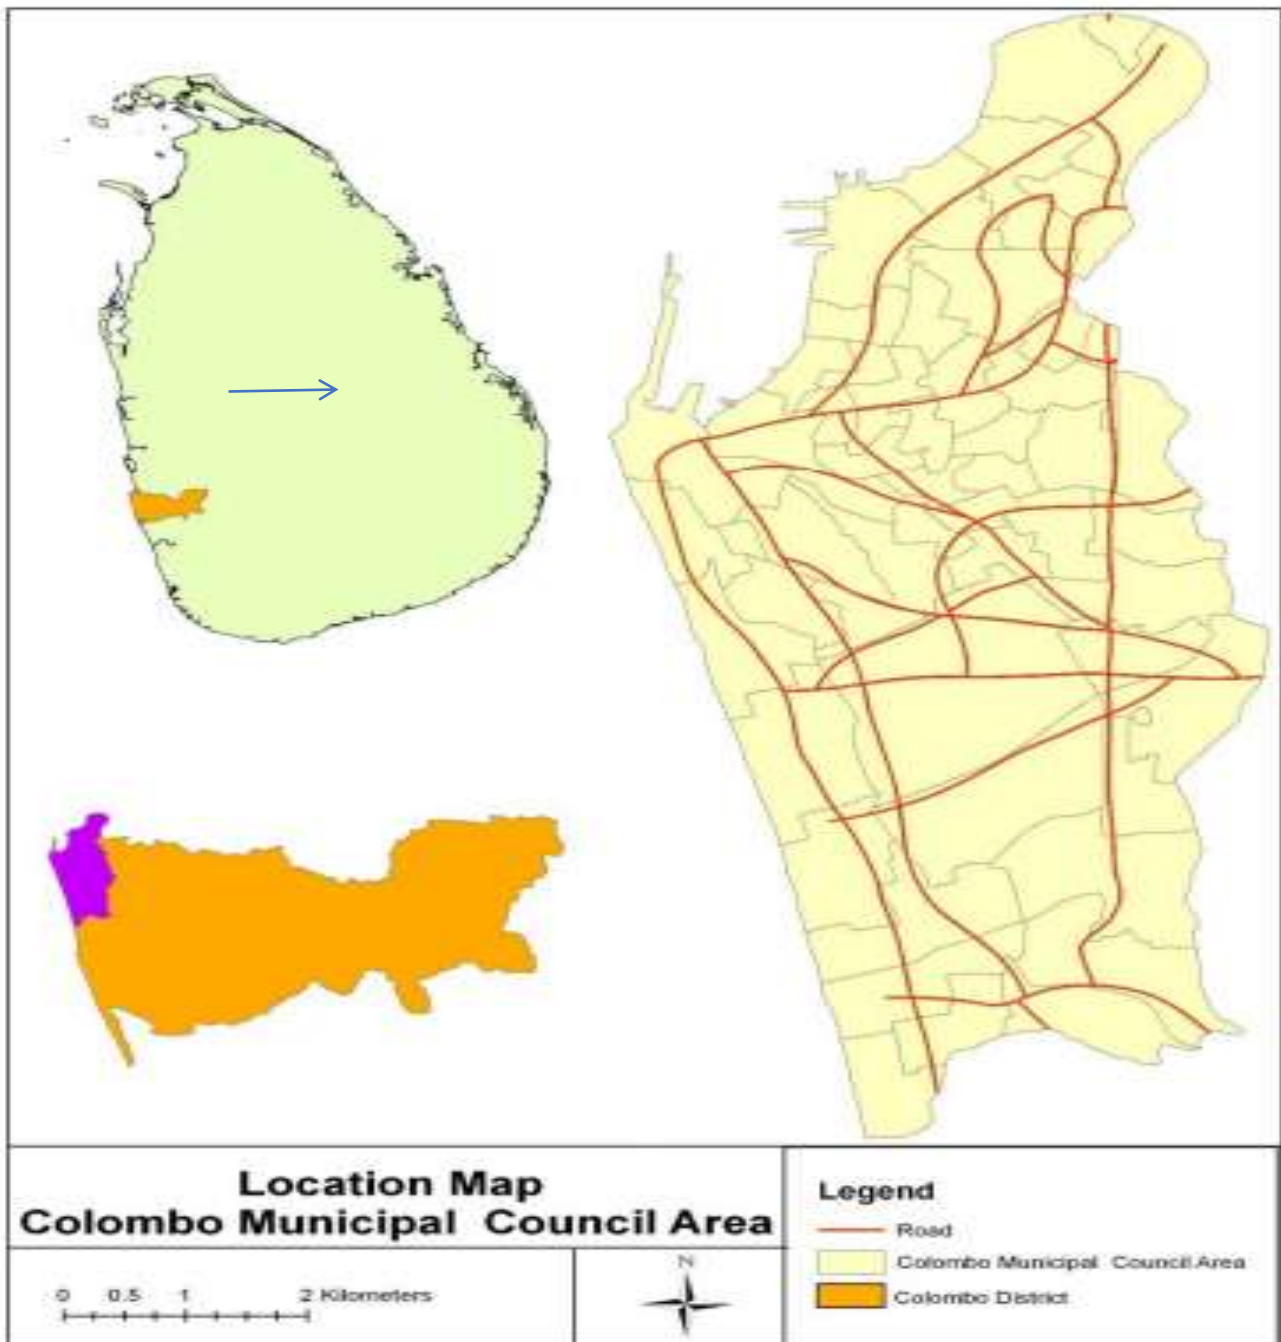 Location Map
Colombo Municipal Council Area
0 0.5 1 2 Kilometers
N
Legend
Road
Colombo Municipal Council Area
Colombo District